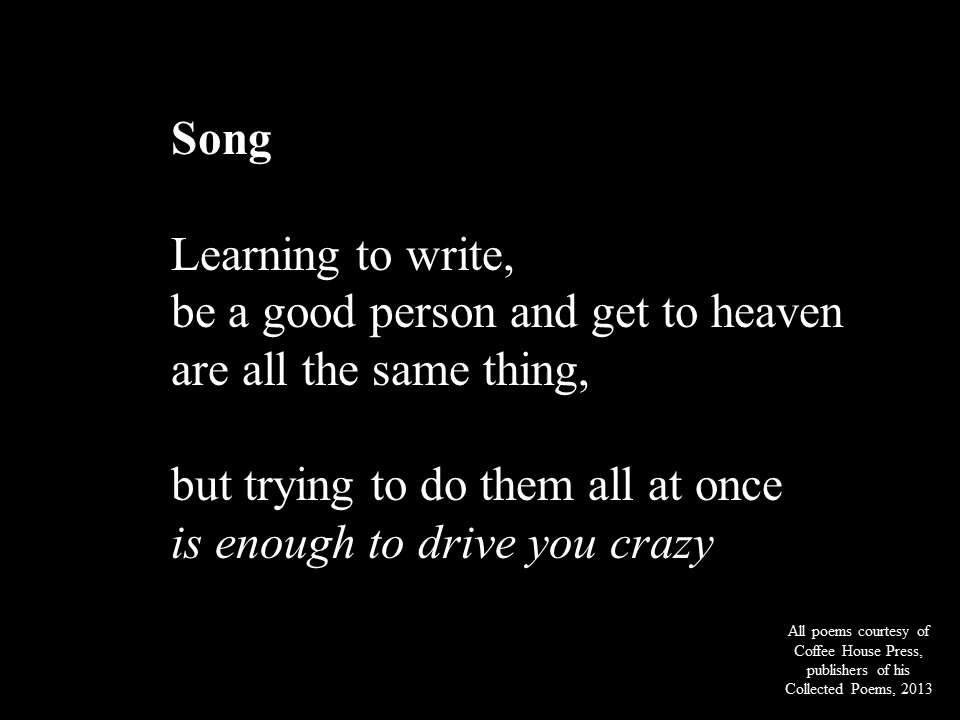 Song
Learning to write,
be a good person and get to heaven
are all the same thing,
but trying to do them all at once
is enough to drive you crazy
All poems courtesy of
Coffee House Press,
publishers of his
Collected Poems, 2013